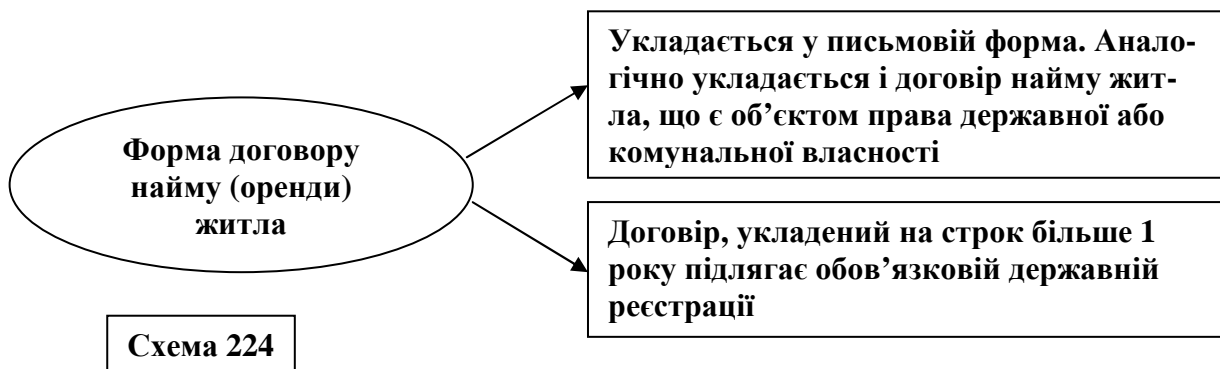 Форма договору
найму (оренди)
житла
Укладається у письмовій форма. Анало-
гічно укладається і договір найму жит-
ла, що є об’єктом права державної або
комунальної власності
Договір, укладений на строк більше 1
року підлягає обов’язковій державній
реєстрації
Схема 224